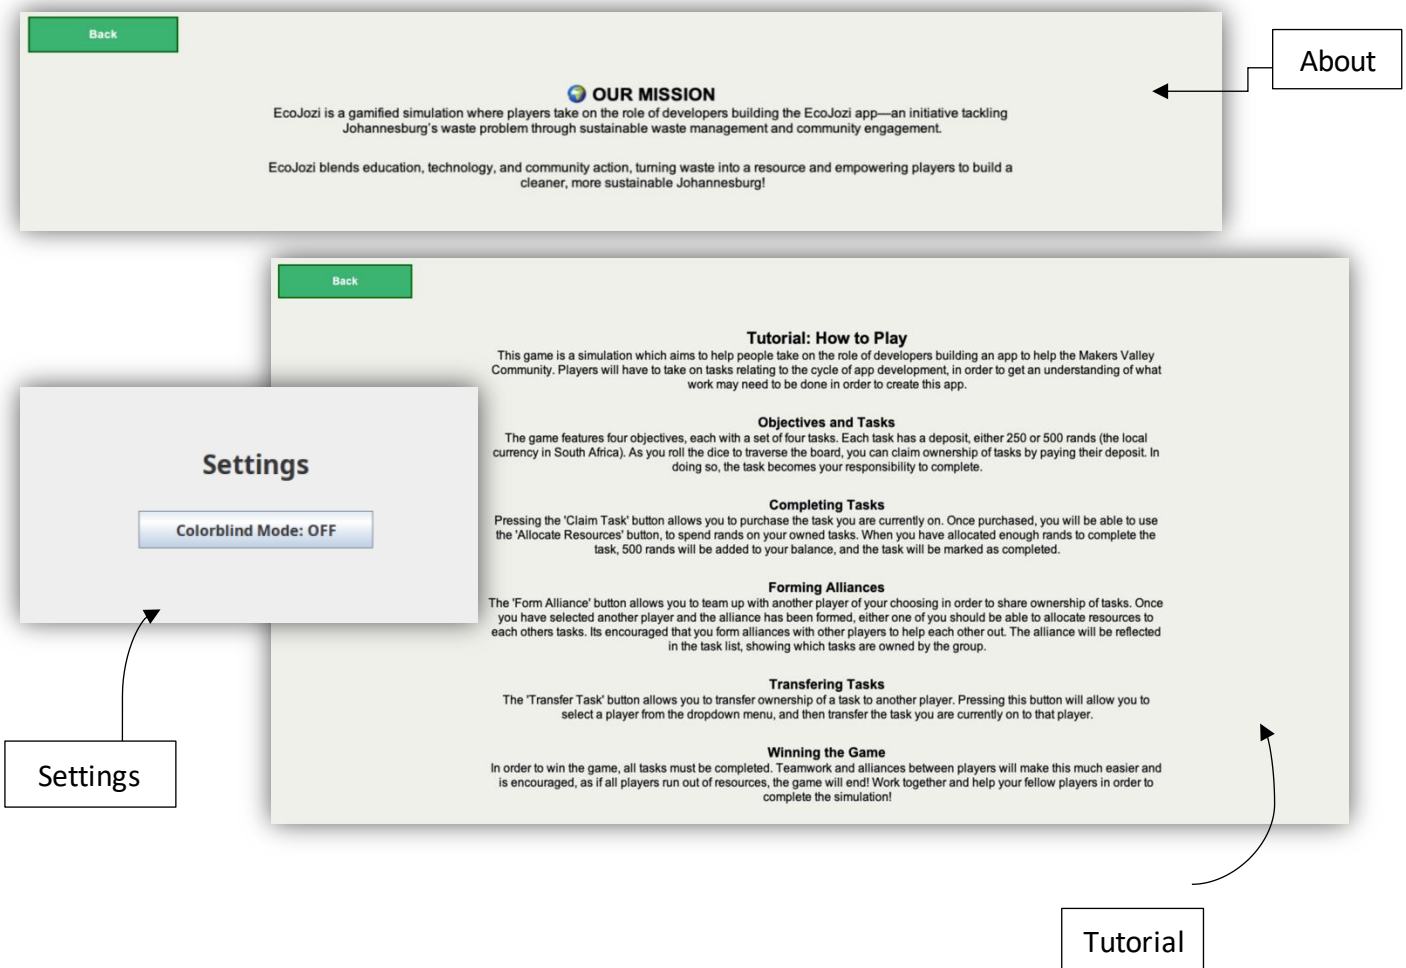 Back
About
🌍 OUR MISSION
EcoJozi is a gamified simulation where players take on the role of developers building the EcoJozi app—an initiative tackling
Johannesburg's waste problem through sustainable waste management and community engagement.
EcoJozi blends education, technology, and community action, turning waste into a resource and empowering players to build a
cleaner, more sustainable Johannesburg!
Back
Tutorial: How to Play
This game is a simulation which aims to help people take on the role of developers building an app to help the Makers Valley
Community. Players will have to take on tasks relating to the cycle of app development, in order to get an understanding of what
work may need to be done in order to create this app.
Objectives and Tasks
The game features four objectives, each with a set of four tasks. Each task has a deposit, either 250 or 500 rands (the local
currency in South Africa). As you roll the dice to traverse the board, you can claim ownership of tasks by paying their deposit. In
doing so, the task becomes your responsibility to complete.
Completing Tasks
Pressing the 'Claim Task' button allows you to purchase the task you are currently on. Once purchased, you will be able to use
the 'Allocate Resources' button, to spend rands on your owned tasks. When you have allocated enough rands to complete the
task, 500 rands will be added to your balance, and the task will be marked as completed.
Forming Alliances
The 'Form Alliance' button allows you to team up with another player of your choosing in order to share ownership of tasks. Once
you have selected another player and the alliance has been formed, either one of you should be able to allocate resources to
each others tasks. Its encouraged that you form alliances with other players to help each other out. The alliance will be reflected
in the task list, showing which tasks are owned by the group.
Transfering Tasks
The 'Transfer Task' button allows you to transfer ownership of a task to another player. Pressing this button will allow you to
select a player from the dropdown menu, and then transfer the task you are currently on to that player.
Winning the Game
In order to win the game, all tasks must be completed. Teamwork and alliances between players will make this much easier and
is encouraged, as if all players run out of resources, the game will end! Work together and help your fellow players in order to
complete the simulation!
Settings
Colorblind Mode: OFF
Settings
Tutorial